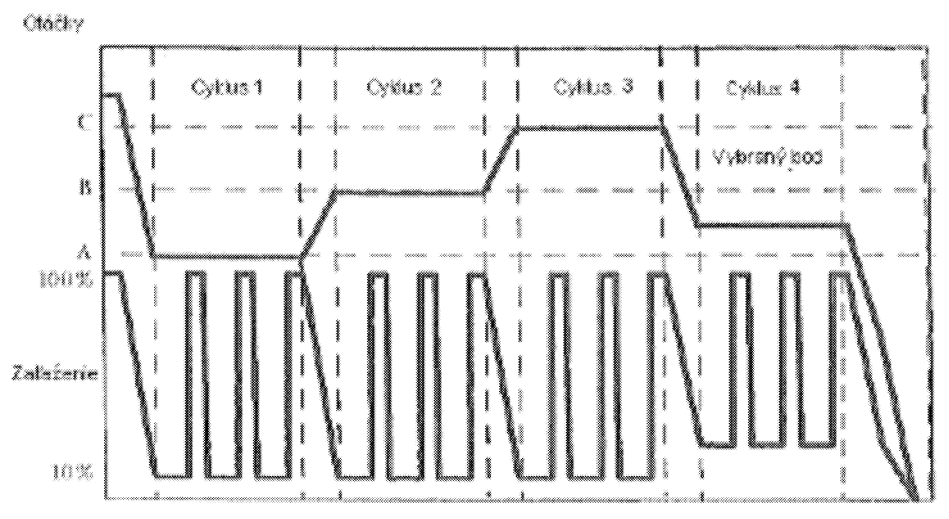 Otáčky
Cyklus 1
Cyklus 2
Cyklus 3
Cyklus 4
C
Vybraný bod
B
A
100 %
Zaťaženie
10 %